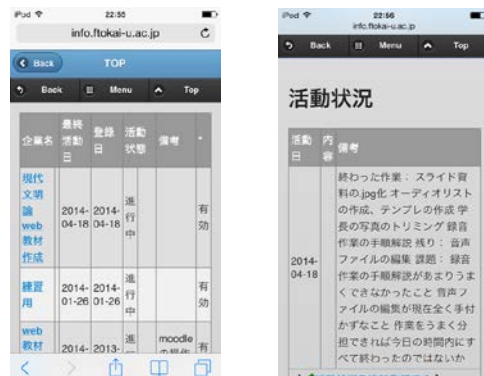 iPod
22:55
info.ftokai-u.ac.jp
Back
TOP
Back Menu Top
企業名 最終活動日 登録日 活動状態 備考 *
現代文明論web教材作成 2014-04-18 2014-04-18 進行中 有効
練習用 2014-01-26 2014-01-26 進行中 有効
web教材 2014- 2013- 進行 moodle 有
iPod
22:56
info.ftokai-u.ac.jp
Back Menu Top
活動状況
活動日 内容 備考
2014-04-18
終わった作業： スライド資
料の.jpg化 オーディオリスト
の作成、テンプレの作成 学
長の写真のトリミング 録音
作業の手順解説 残り： 音声
ファイルの編集 課題： 録音
作業の手順解説があまりうま
くできなかったこと 音声フ
ァイルの編集が現在全く手付
かずなこと 作業をうまく分
担できれば今日の時間内にす
べて終わったのではないか